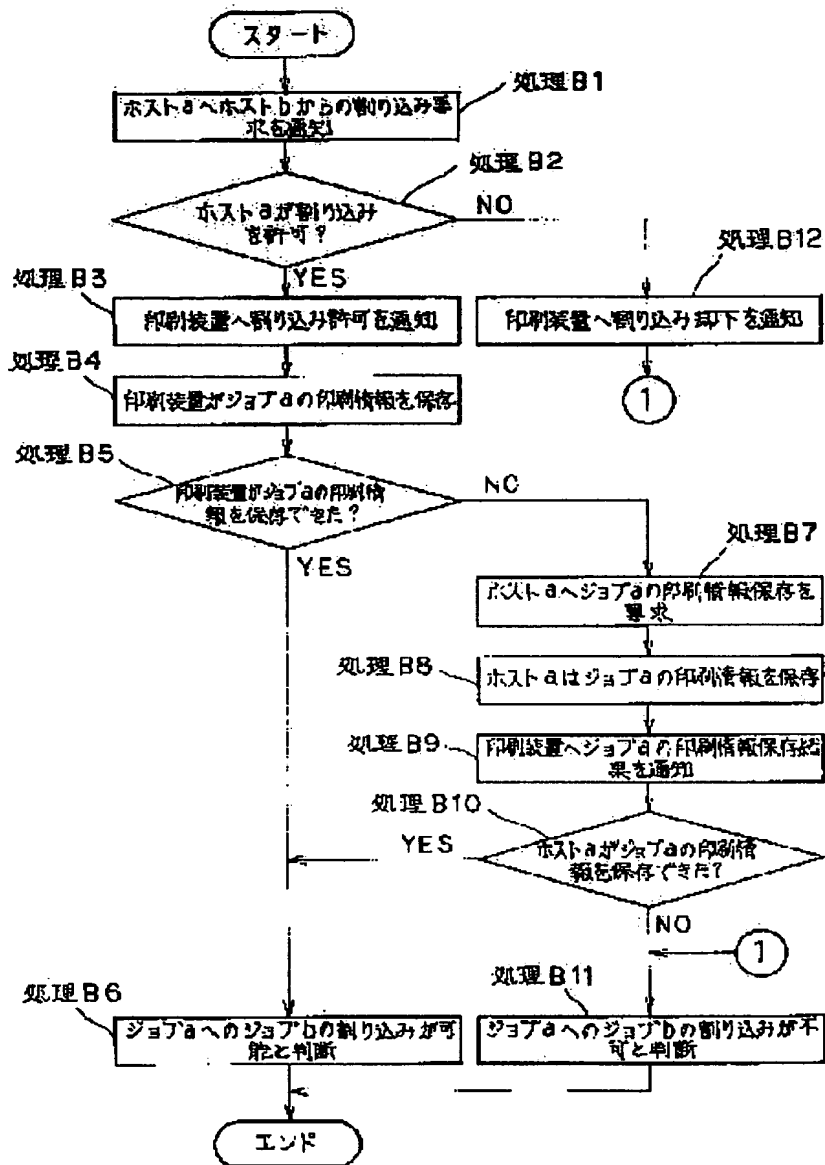 スタート
処理B1
ホストaへホストbからの割り込み要
求を通知
処理B2
ホストaが割り込み
を許可?
NO
YES
処理B3
印刷装置へ割り込み許可を通知
処理B12
印刷装置へ割り込み却下を通知
1
処理B4
印刷装置がジョブaの印刷情報を保存
処理B5
印刷装置がジョブaの印刷情
報を保存できた?
NO
YES
処理B7
ホストaへジョブaの印刷情報保存を
要求
処理B8
ホストaはジョブaの印刷情報を保存
処理B9
印刷装置へジョブaの印刷情報保存結
果を通知
処理B10
ホストaがジョブaの印刷情
報を保存できた?
YES
NO
1
処理B6
ジョブaへのジョブbの割り込みが可
能と判断
処理B11
ジョブaへのジョブbの割り込みが不
可と判断
エンド